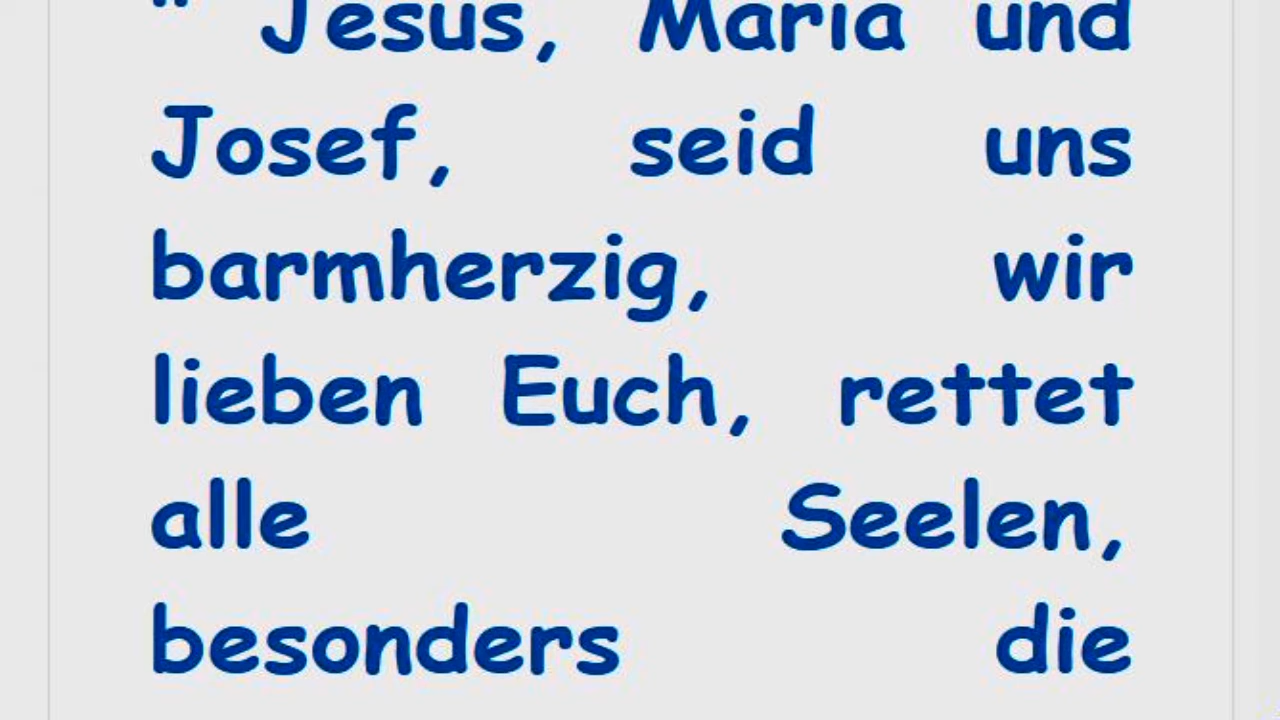 " Jesus, Maria und
Josef, seid uns
barmherzig, wir
lieben Euch, rettet
alle Seelen,
besonders die